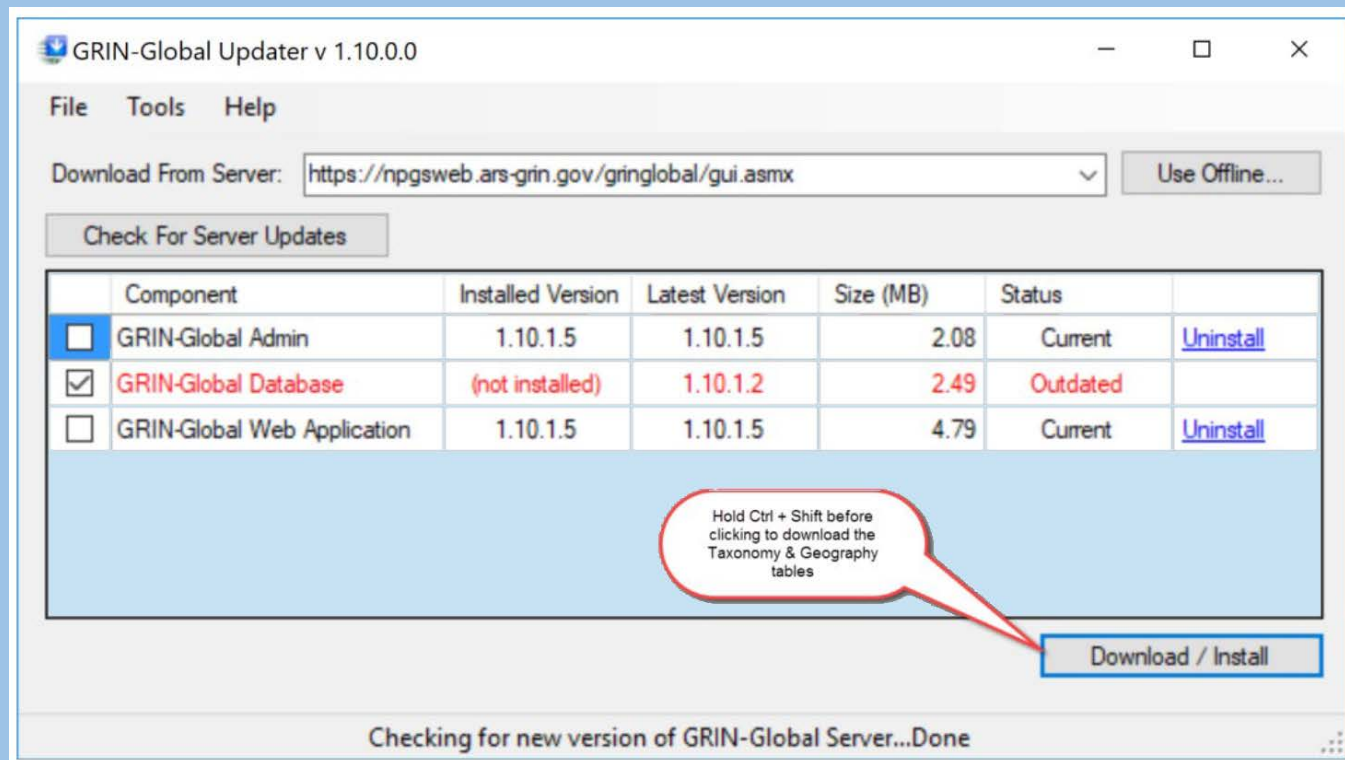 GRIN-Global Updater v 1.10.0.0
File Tools Help
Download From Server: https://npgsweb.ars-grin.gov/gringlobal/gui.asmx Use Offline...
Check For Server Updates
Component Installed Version Latest Version Size (MB) Status
GRIN-Global Admin 1.10.1.5 1.10.1.5 2.08 Current Uninstall
GRIN-Global Database (not installed) 1.10.1.2 2.49 Outdated
GRIN-Global Web Application 1.10.1.5 1.10.1.5 4.79 Current Uninstall
Hold Ctrl + Shift before
clicking to download the
Taxonomy & Geography
tables
Download / Install
Checking for new version of GRIN-Global Server...Done